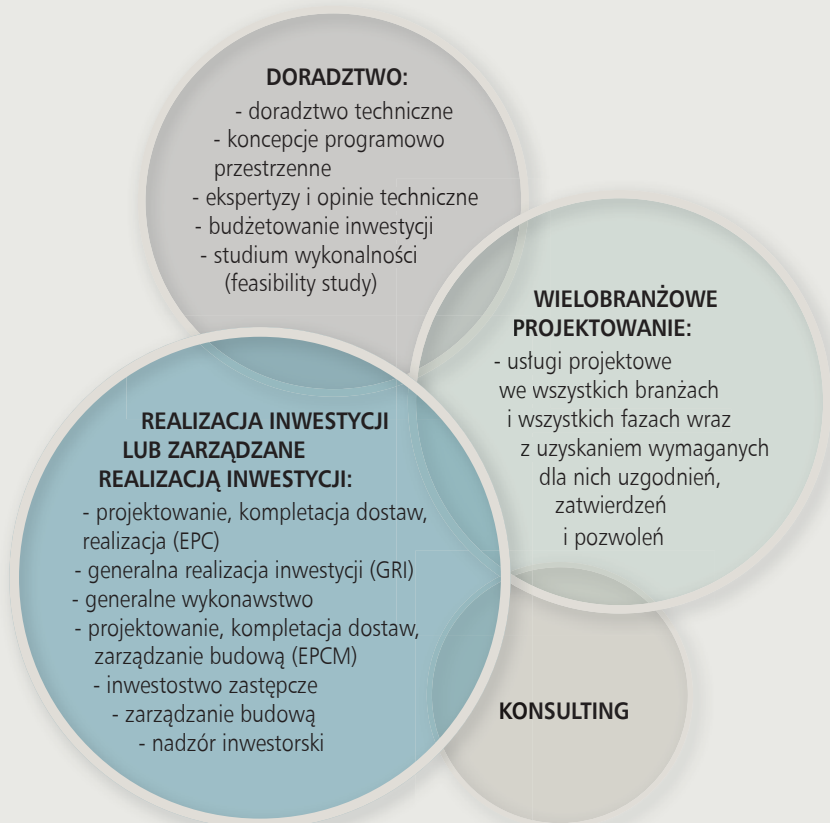 DORADZTWO:
- doradztwo techniczne
- koncepcje programowo
przestrzenne
- ekspertyzy i opinie techniczne
- budżetowanie inwestycji
- studium wykonalności
(feasibility study)
WIELOBRANŻOWE
PROJEKTOWANIE:
- usługi projektowe
we wszystkich branżach
i wszystkich fazach wraz
z uzyskaniem wymaganych
dla nich uzgodnień,
zatwierdzeń
i pozwoleń
REALIZACJA INWESTYCJI
LUB ZARZĄDZANE
REALIZACJĄ INWESTYCJI:
- projektowanie, kompletacja dostaw,
realizacja (EPC)
- generalna realizacja inwestycji (GRI)
- generalne wykonawstwo
- projektowanie, kompletacja dostaw,
zarządzanie budową (EPCM)
- inwestostwo zastępcze
- zarządzanie budową
- nadzór inwestorski
KONSULTING